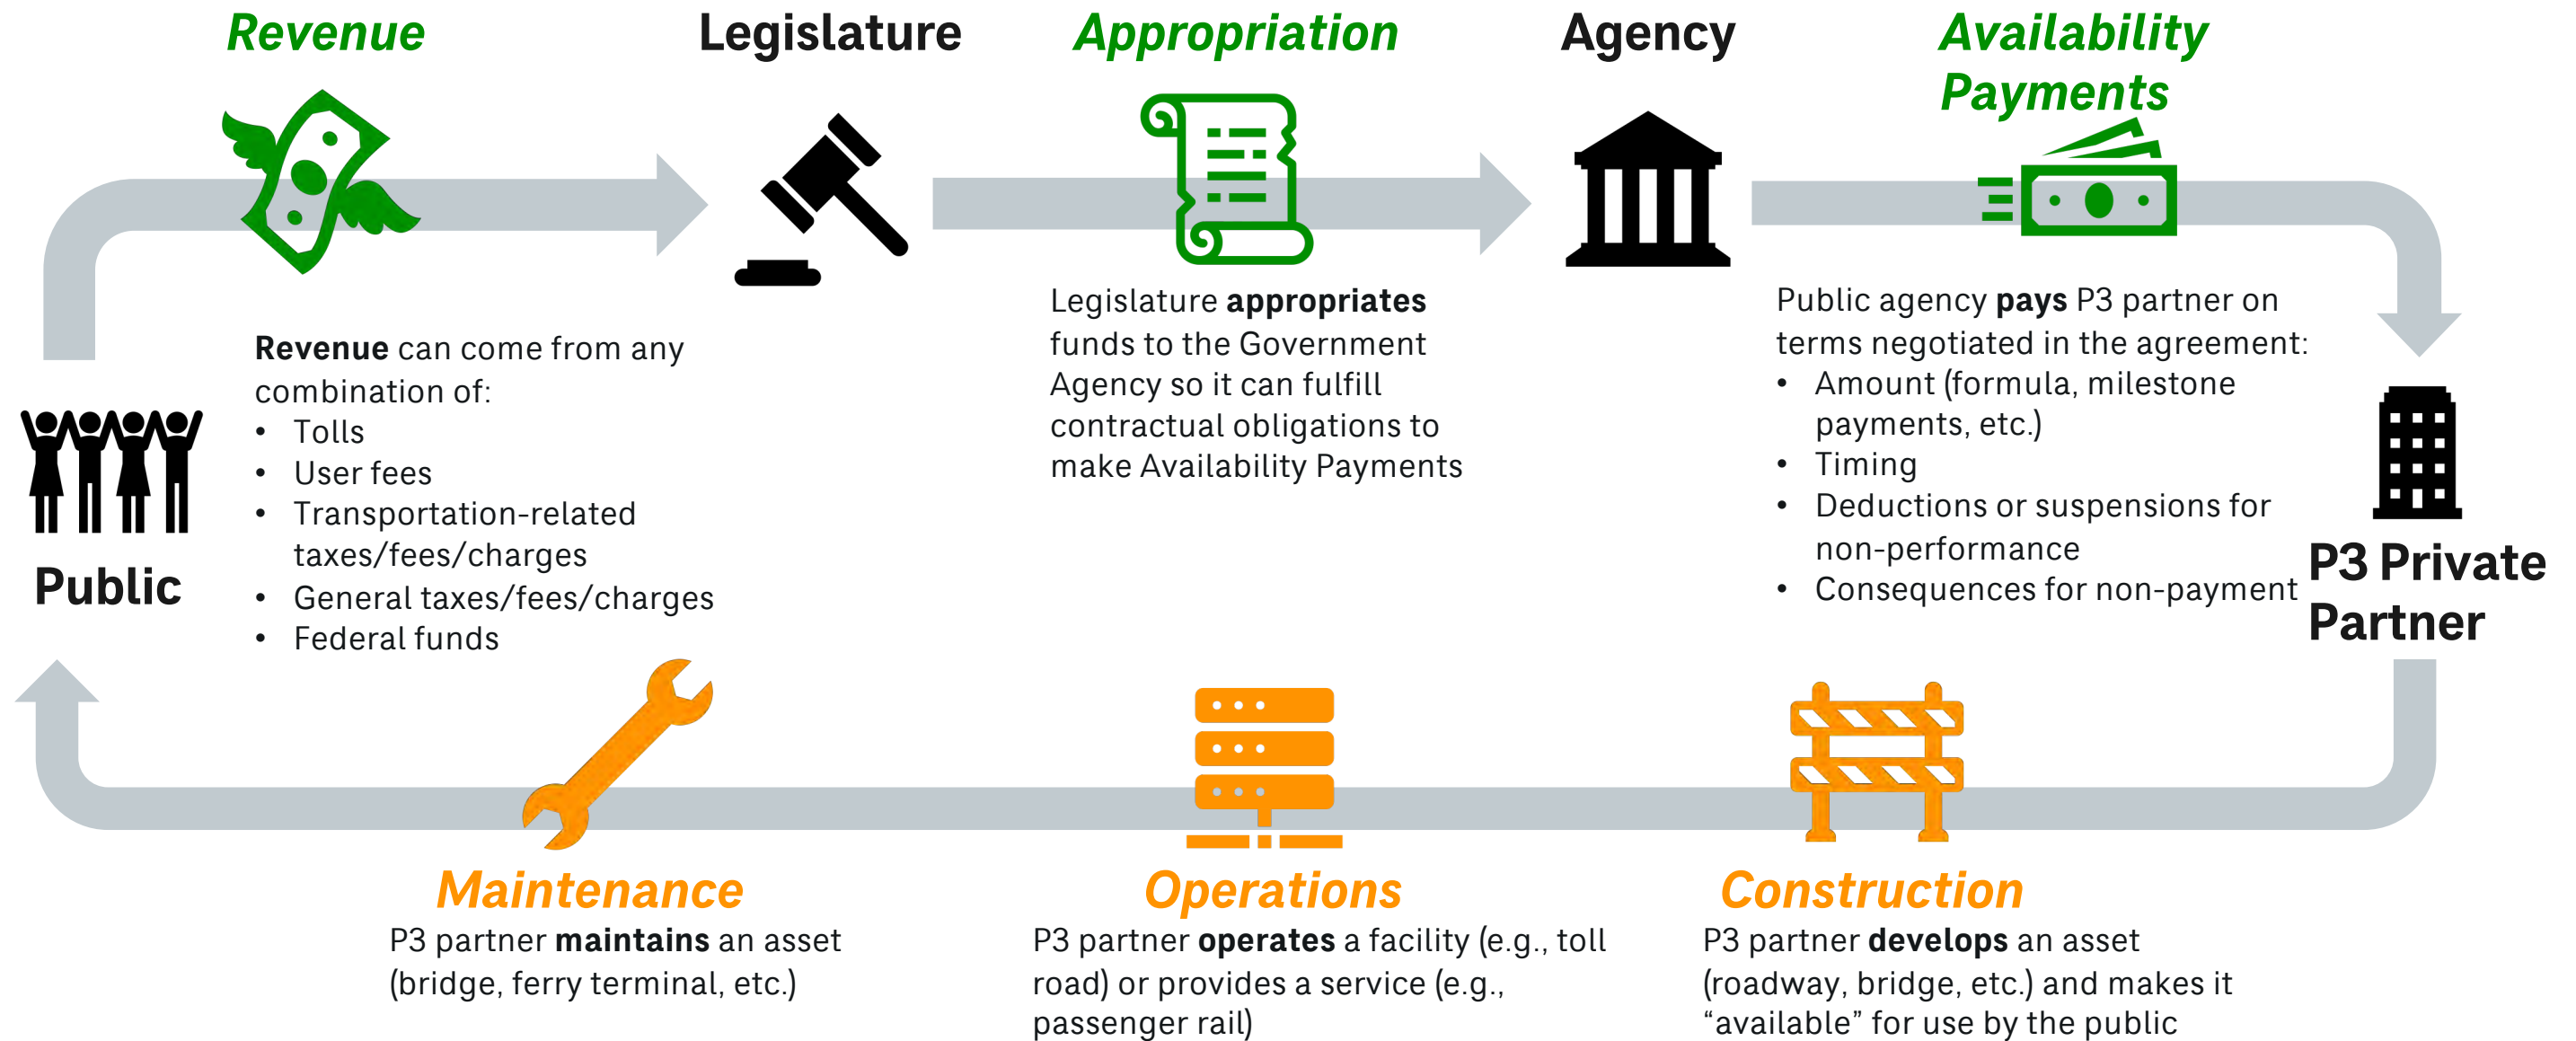 Revenue
Legislature
Appropriation
Agency
Availability
Payments
Public
Revenue can come from any
combination of:
• Tolls
• User fees
• Transportation-related
taxes/fees/charges
• General taxes/fees/charges
• Federal funds
Legislature appropriates
funds to the Government
Agency so it can fulfill
contractual obligations to
make Availability Payments
Public agency pays P3 partner on
terms negotiated in the agreement:
• Amount (formula, milestone
payments, etc.)
• Timing
• Deductions or suspensions for
non-performance
• Consequences for non-payment
P3 Private
Partner
Maintenance
P3 partner maintains an asset
(bridge, ferry terminal, etc.)
Operations
P3 partner operates a facility (e.g., toll
road) or provides a service (e.g.,
passenger rail)
Construction
P3 partner develops an asset
(roadway, bridge, etc.) and makes it
“available” for use by the public